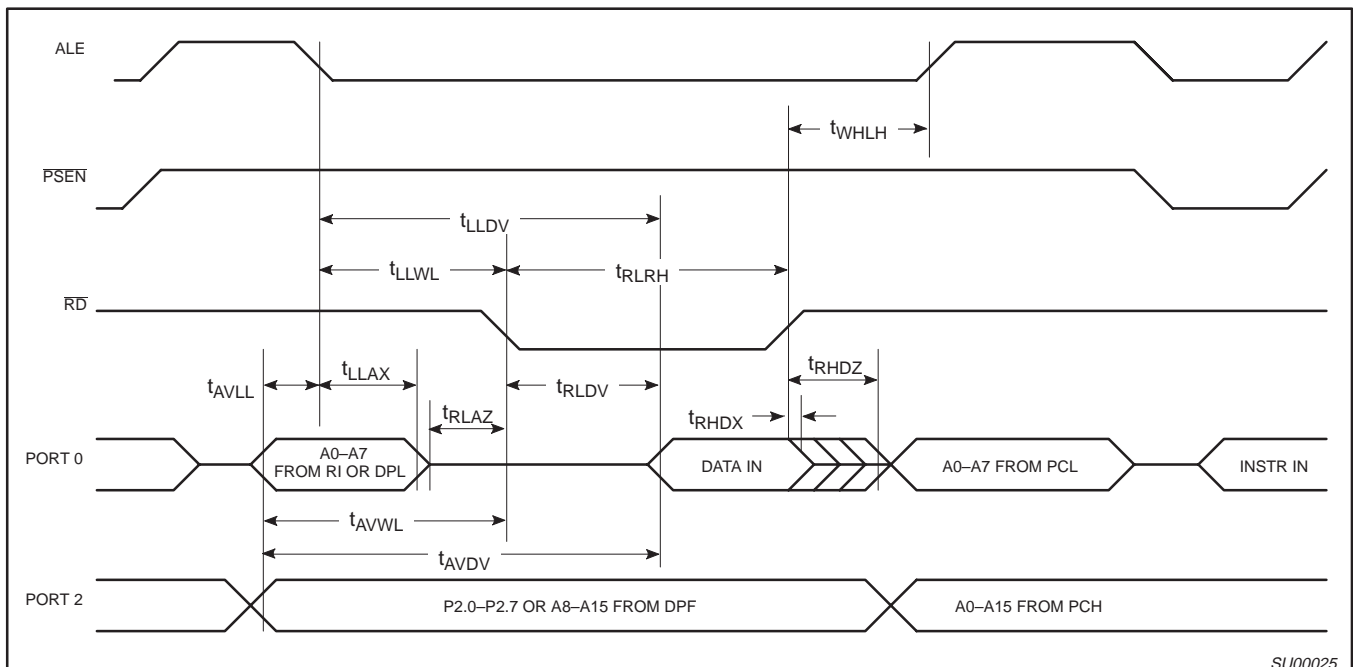 ALE
tWHLH
PSEN
tLLDV
tLLWL
tRLRH
RD
tAVLL
tLLAX
tRLDV
tRHDZ
tRLAZ
tRHDX
PORT 0
A0–A7
FROM RI OR DPL
DATA IN
A0–A7 FROM PCL
INSTR IN
tAVWL
tAVDV
PORT 2
P2.0–P2.7 OR A8–A15 FROM DPF
A0–A15 FROM PCH
SU00025